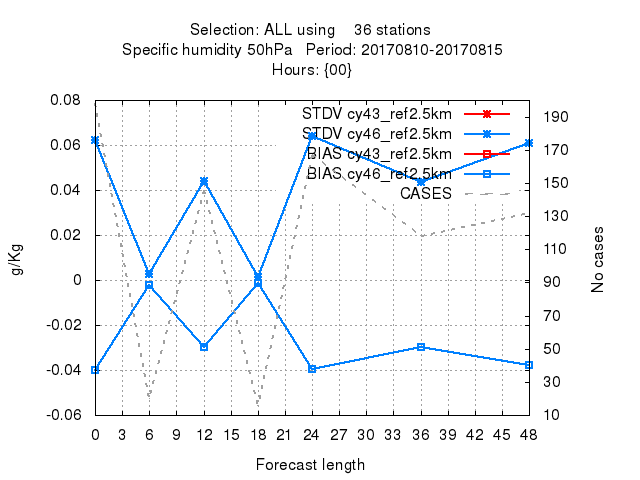 Selection: ALL using    36 stations
Specific humidity 50hPa   Period: 20170810-20170815
Hours: {00}
STDV cy43_ref2.5km
STDV cy46_ref2.5km
BIAS cy43_ref2.5km
BIAS cy46_ref2.5km
CASES
g/Kg
0.08
0.06
0.04
0.02
0
-0.02
-0.04
-0.06
No cases
190
170
150
130
110
90
70
50
30
10
0 3 6 9 12 15 18 21 24 27 30 33 36 39 42 45 48
Forecast length